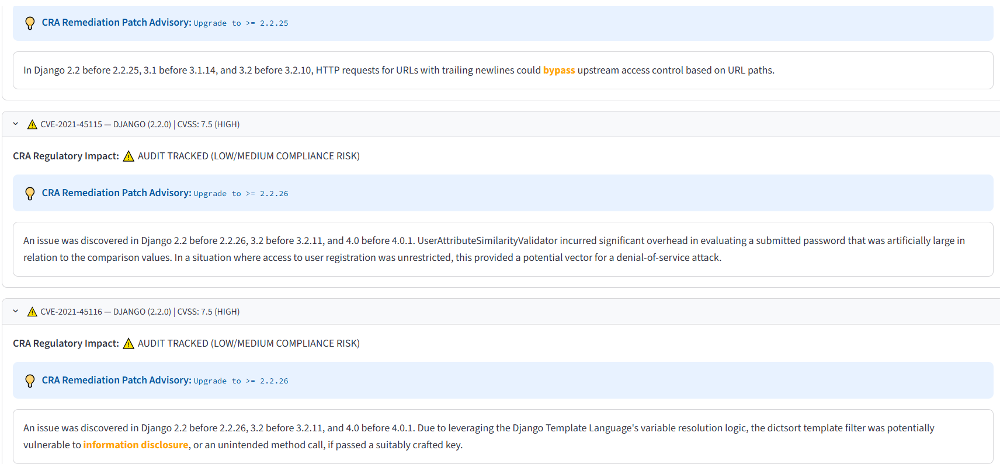 CRA Remediation Patch Advisory: Upgrade to >= 2.2.25
In Django 2.2 before 2.2.25, 3.1 before 3.1.14, and 3.2 before 3.2.10, HTTP requests for URLs with trailing newlines could bypass upstream access control based on URL paths.
CVE-2021-45115 — DJANGO (2.2.0) | CVSS: 7.5 (HIGH)
CRA Regulatory Impact: ⚠️ AUDIT TRACKED (LOW/MEDIUM COMPLIANCE RISK)
CRA Remediation Patch Advisory: Upgrade to >= 2.2.26
An issue was discovered in Django 2.2 before 2.2.26, 3.2 before 3.2.11, and 4.0 before 4.0.1. UserAttributeSimilarityValidator incurred significant overhead in evaluating a submitted password that was artificially large in
relation to the comparison values. In a situation where access to user registration was unrestricted, this provided a potential vector for a denial-of-service attack.
CVE-2021-45116 — DJANGO (2.2.0) | CVSS: 7.5 (HIGH)
CRA Regulatory Impact: ⚠️ AUDIT TRACKED (LOW/MEDIUM COMPLIANCE RISK)
CRA Remediation Patch Advisory: Upgrade to >= 2.2.26
An issue was discovered in Django 2.2 before 2.2.26, 3.2 before 3.2.11, and 4.0 before 4.0.1. Due to leveraging the Django Template Language's variable resolution logic, the dictsort template filter was potentially
vulnerable to information disclosure, or an unintended method call, if passed a suitably crafted key.